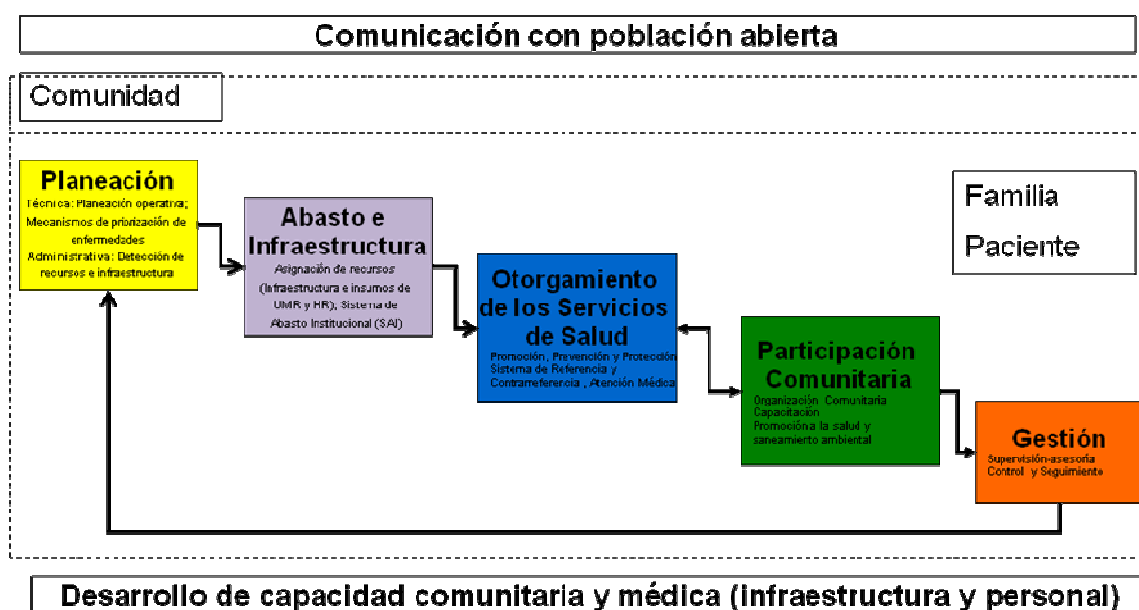 Comunicación con población abierta
Comunidad
Planeación
Técnica: Planeación operativa;
Mecanismos de priorización de
enfermedades
Administrativa: Detección de
recursos e infraestructura
Abasto e
Infraestructura
Asignación de recursos
(Infraestructura e insumos de
UMR y HR); Sistema de
Abasto Institucional (SAI)
Otorgamiento
de los Servicios
de Salud
Promoción, Prevención y Protección
Sistema de Referencia y
Contrarreferencia , Atención Médica
Participación
Comunitaria
Organización Comunitaria
Capacitación
Promoción a la salud y
saneamiento ambiental
Gestión
Supervisión-asesoría
Control y Seguimiento
Familia
Paciente
Desarrollo de capacidad comunitaria y médica (infraestructura y personal)